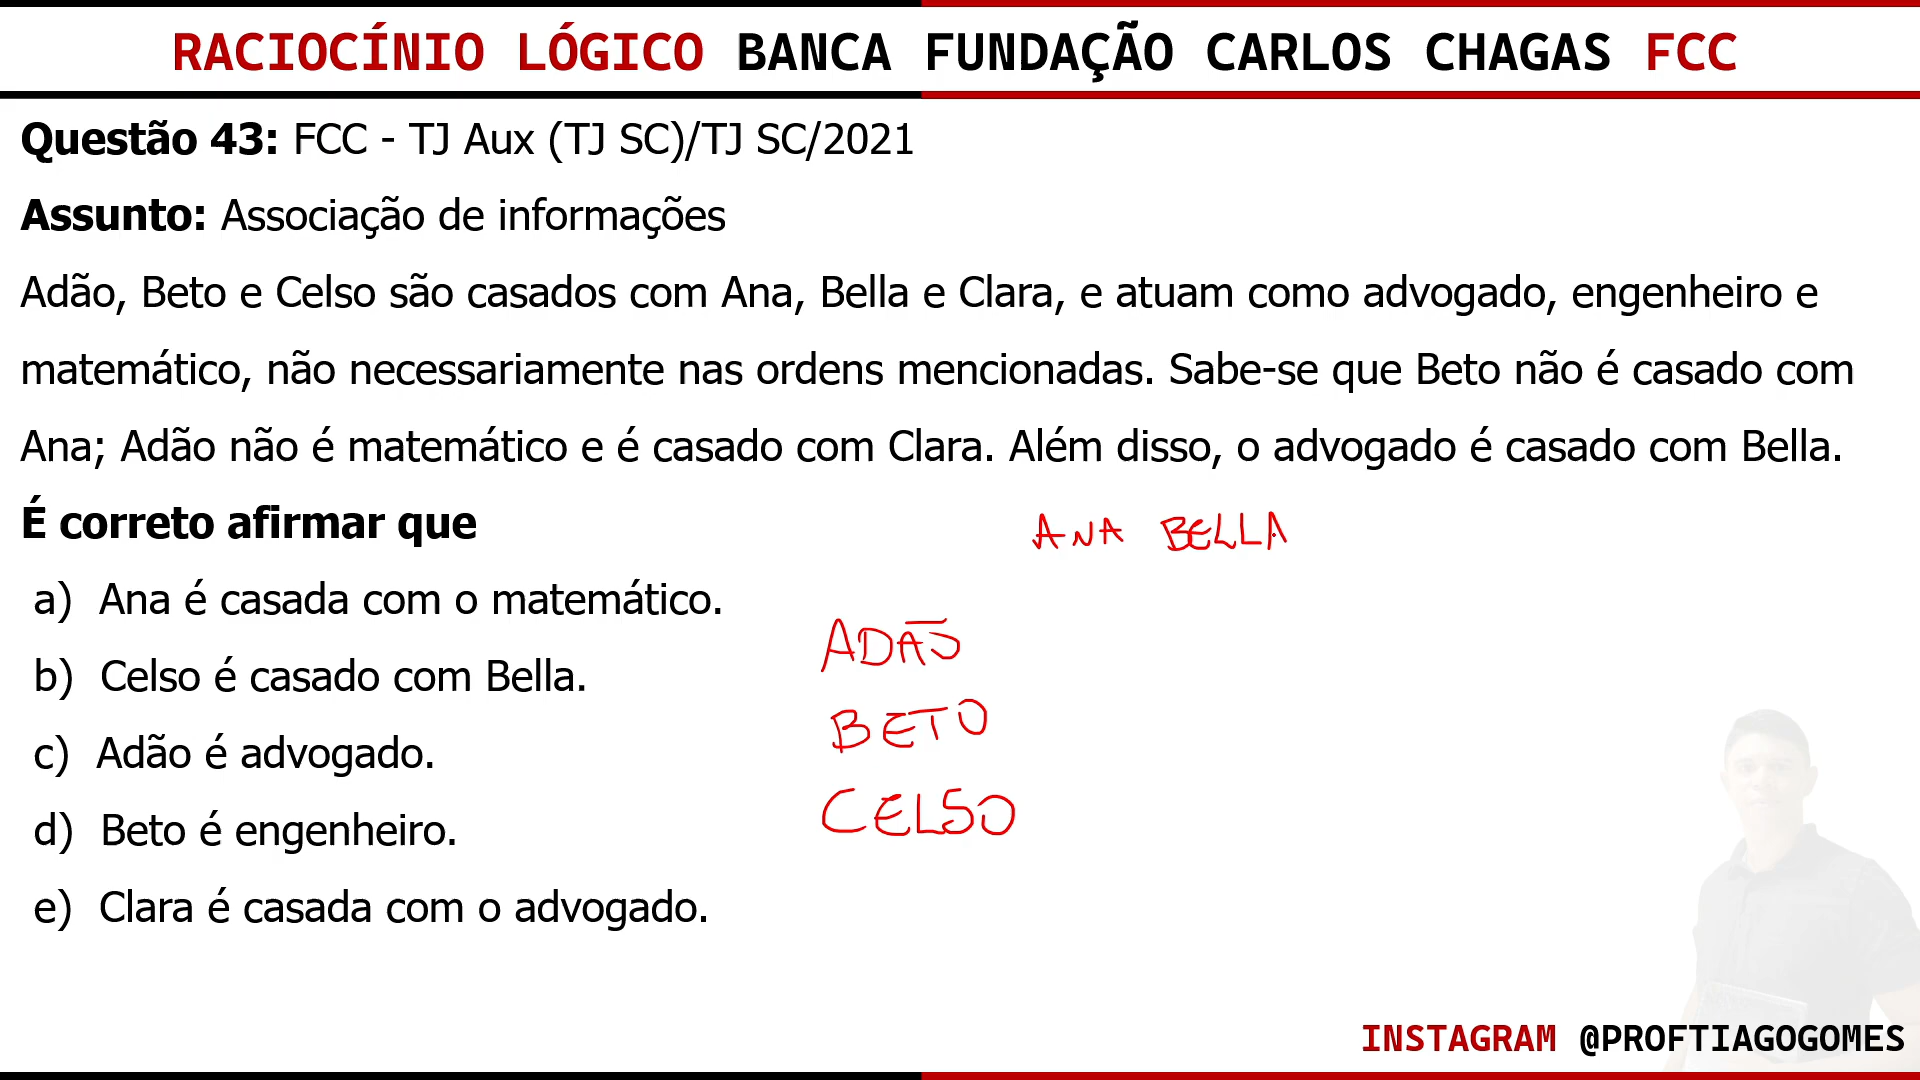 RACIOCÍNIO LÓGICO BANCA FUNDAÇÃO CARLOS CHAGAS FCC
Questão 43: FCC - TJ Aux (TJ SC)/TJ SC/2021
Assunto: Associação de informações
Adão, Beto e Celso são casados com Ana, Bella e Clara, e atuam como advogado, engenheiro e
matemático, não necessariamente nas ordens mencionadas. Sabe-se que Beto não é casado com
Ana; Adão não é matemático e é casado com Clara. Além disso, o advogado é casado com Bella.
É correto afirmar que
a) Ana é casada com o matemático.
b) Celso é casado com Bella.
c) Adão é advogado.
d) Beto é engenheiro.
e) Clara é casada com o advogado.
ANA BELLA
ADÃO
BETO
CELSO
INSTAGRAM @PROFTIAGOGOMES